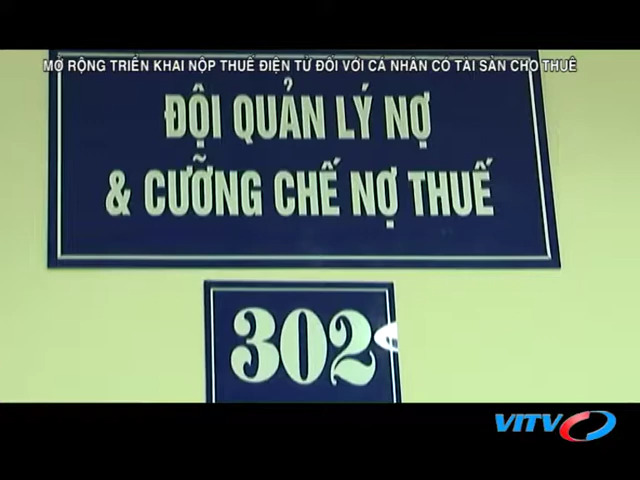 MỞ RỘNG TRIỂN KHAI NỘP THUẾ ĐIỆN TỬ ĐỐI VỚI CÁ NHÂN CÓ TÀI SẢN CHO THUÊ
ĐỘI QUẢN LÝ NỢ
& CƯỠNG CHẾ NỢ THUẾ
302
VITV